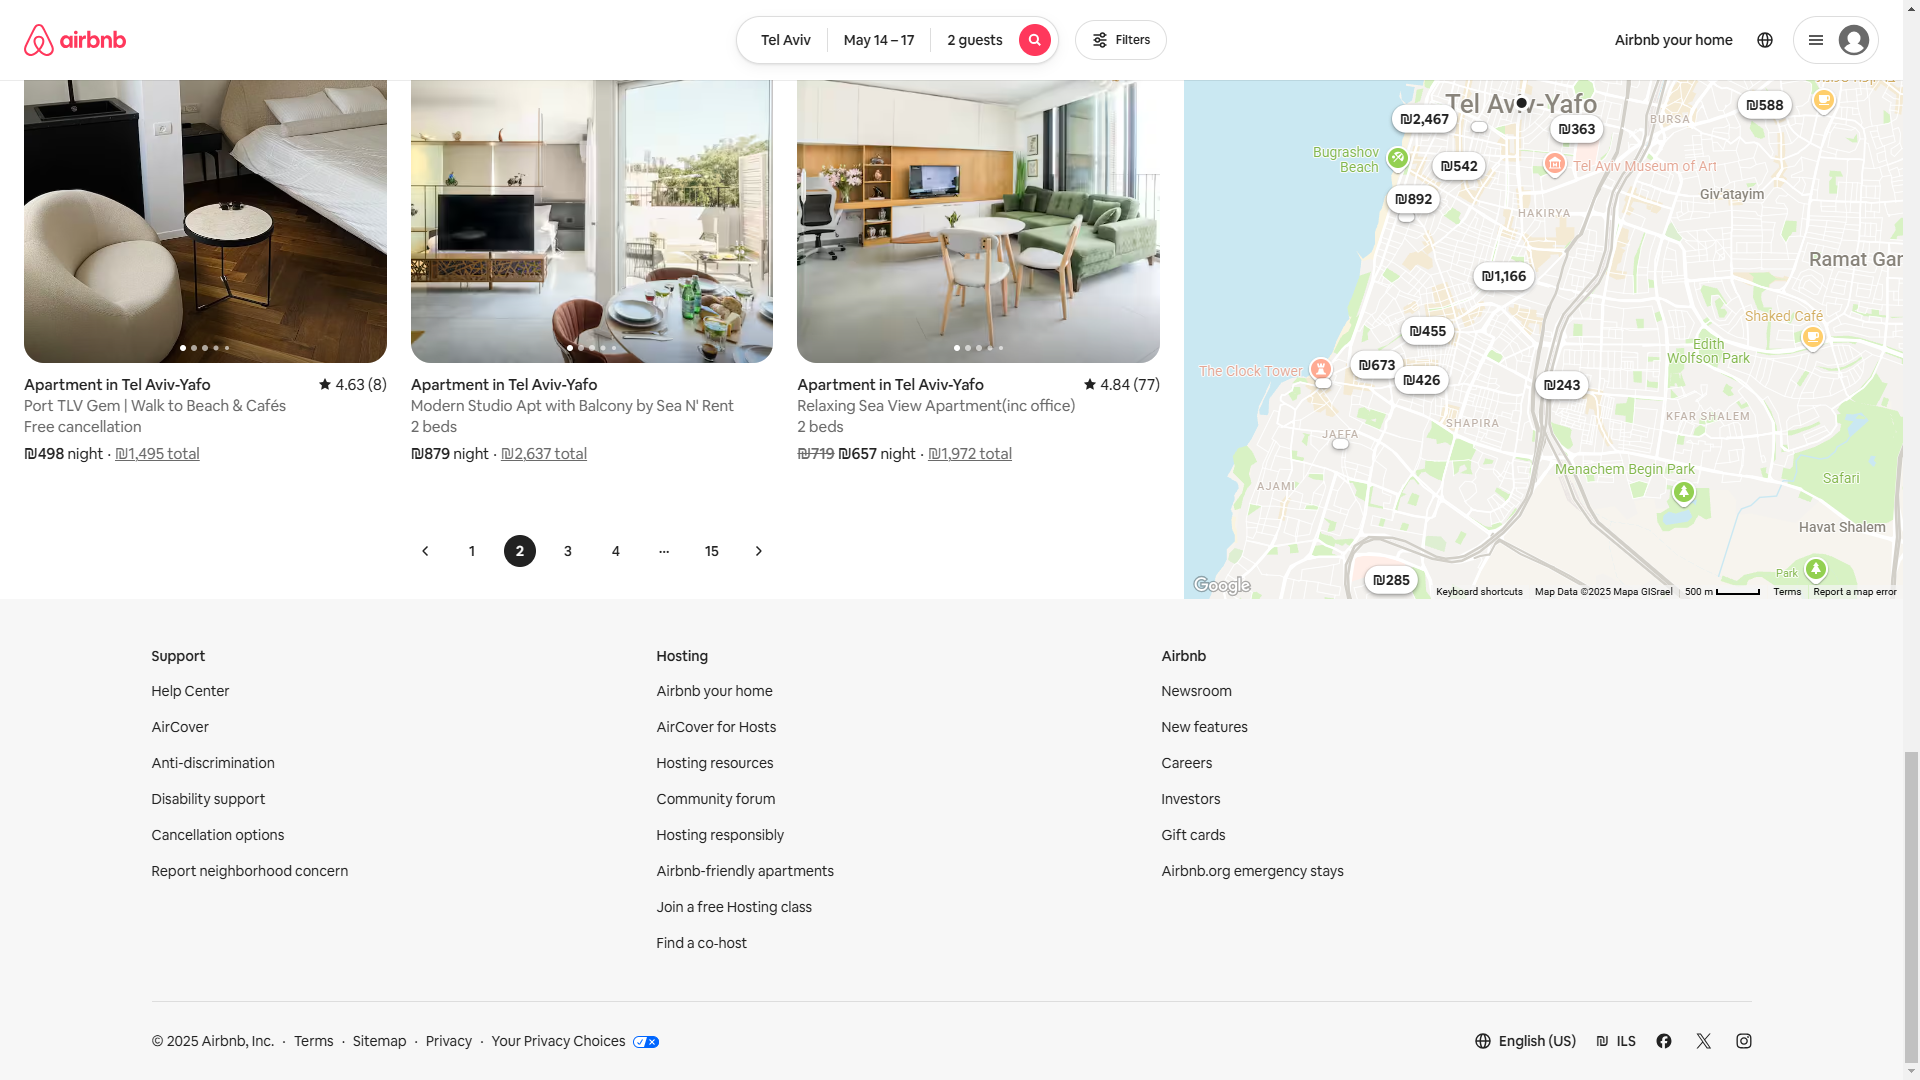 airbnb
Tel Aviv
May 14 – 17
2 guests
Filters
Airbnb your home
Apartment in Tel Aviv-Yafo
4.63 (8)
Port TLV Gem | Walk to Beach & Cafés
Free cancellation
₪498 night · ₪1,495 total
Apartment in Tel Aviv-Yafo
Modern Studio Apt with Balcony by Sea N' Rent
2 beds
₪879 night · ₪2,637 total
Apartment in Tel Aviv-Yafo
4.84 (77)
Relaxing Sea View Apartment(inc office)
2 beds
₪719 ₪657 night · ₪1,972 total
1
2
3
4
...
15
Tel Aviv-Yafo
₪2,467
₪363
BURSA
₪588
Bugrashov
Beach
₪542
Tel Aviv Museum of Art
₪892
HAKIRYA
Giv'atayim
Ramat Gan
₪1,166
₪455
Shaked Café
Edith
Wolfson Park
The Clock Tower
₪673
₪426
₪243
KFAR SHALEM
SHAPIRA
JAFFA
Menachem Begin Park
Safari
AJAMI
Havat Shalem
₪285
Park
Google
Keyboard shortcuts
Map Data ©2025 Mapa GISrael
500 m
Terms
Report a map error
Support
Help Center
AirCover
Anti-discrimination
Disability support
Cancellation options
Report neighborhood concern
Hosting
Airbnb your home
AirCover for Hosts
Hosting resources
Community forum
Hosting responsibly
Airbnb-friendly apartments
Join a free Hosting class
Find a co-host
Airbnb
Newsroom
New features
Careers
Investors
Gift cards
Airbnb.org emergency stays
© 2025 Airbnb, Inc. · Terms · Sitemap · Privacy · Your Privacy Choices
English (US)
₪ ILS